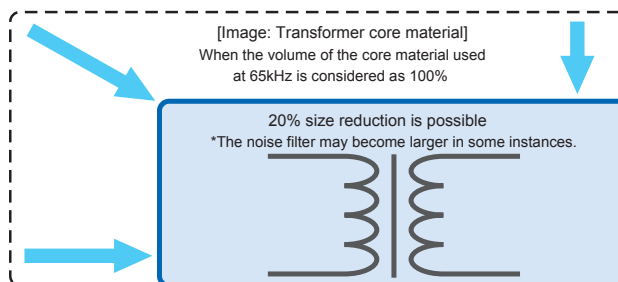 [Image: Transformer core material]
When the volume of the core material used
at 65kHz is considered as 100%
20% size reduction is possible
*The noise filter may become larger in some instances.